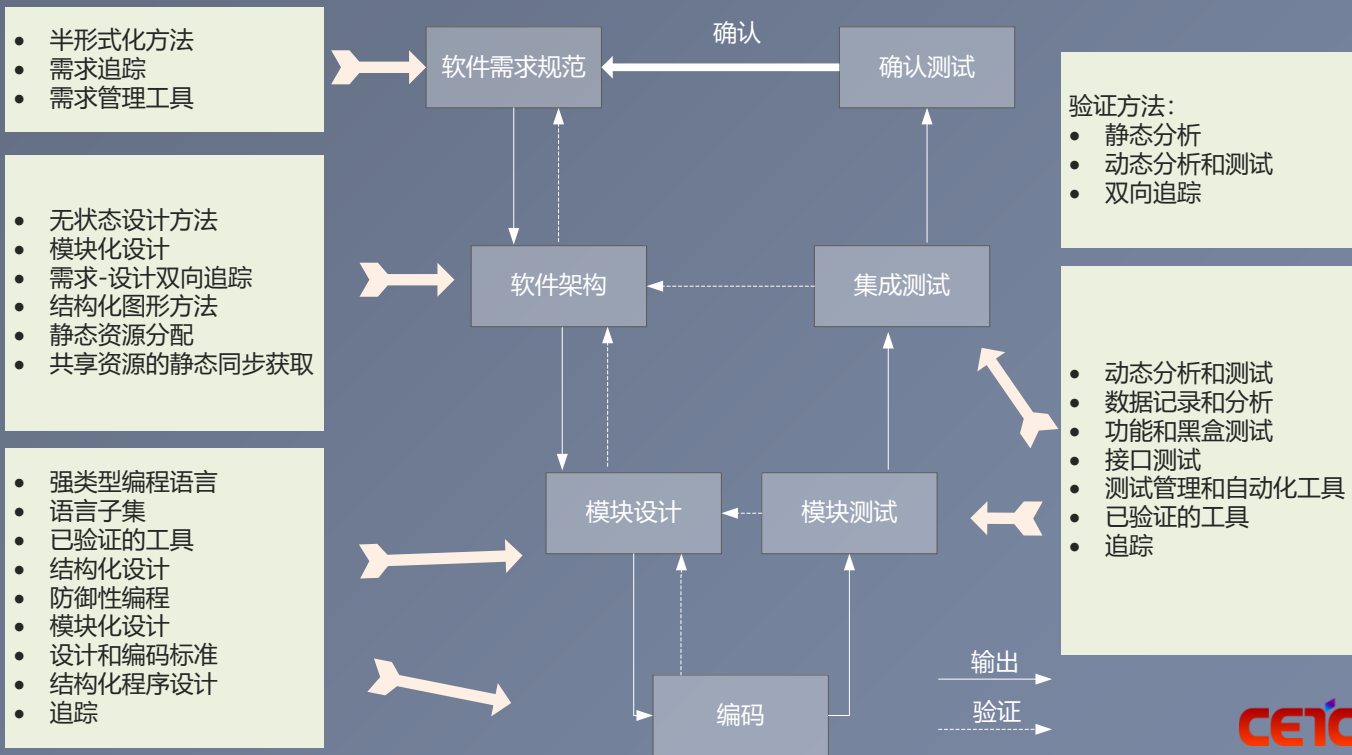 半形式化方法
需求追踪
需求管理工具
无状态设计方法
模块化设计
需求-设计双向追踪
结构化图形方法
静态资源分配
共享资源的静态同步获取
强类型编程语言
语言子集
已验证的工具
结构化设计
防御性编程
模块化设计
设计和编码标准
结构化程序设计
追踪
软件需求规范
确认
确认测试
软件架构
集成测试
模块设计
模块测试
编码
输出
验证
验证方法：
静态分析
动态分析和测试
双向追踪
动态分析和测试
数据记录和分析
功能和黑盒测试
接口测试
测试管理和自动化工具
已验证的工具
追踪